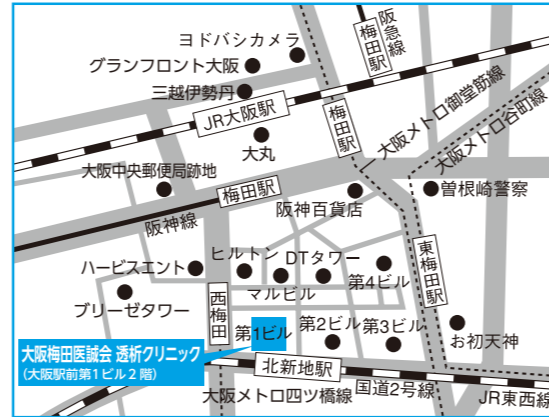 ヨドバシカメラ
阪急線
梅田駅
グランフロント大阪
三越伊勢丹
JR大阪駅
梅田駅
大阪メトロ御堂筋線
大阪メトロ谷町線
大丸
大阪中央郵便局跡地
梅田駅
阪神百貨店
曽根崎警察
阪神線
ヒルトン
DTタワー
ハービスエント
マルビル
第4ビル
東梅田駅
ブリーゼタワー
西梅田
第1ビル
第2ビル
第3ビル
お初天神
大阪梅田医誠会 透析クリニック
(大阪駅前第1ビル2階)
北新地駅
国道2号線
大阪メトロ四ツ橋線
JR東西線